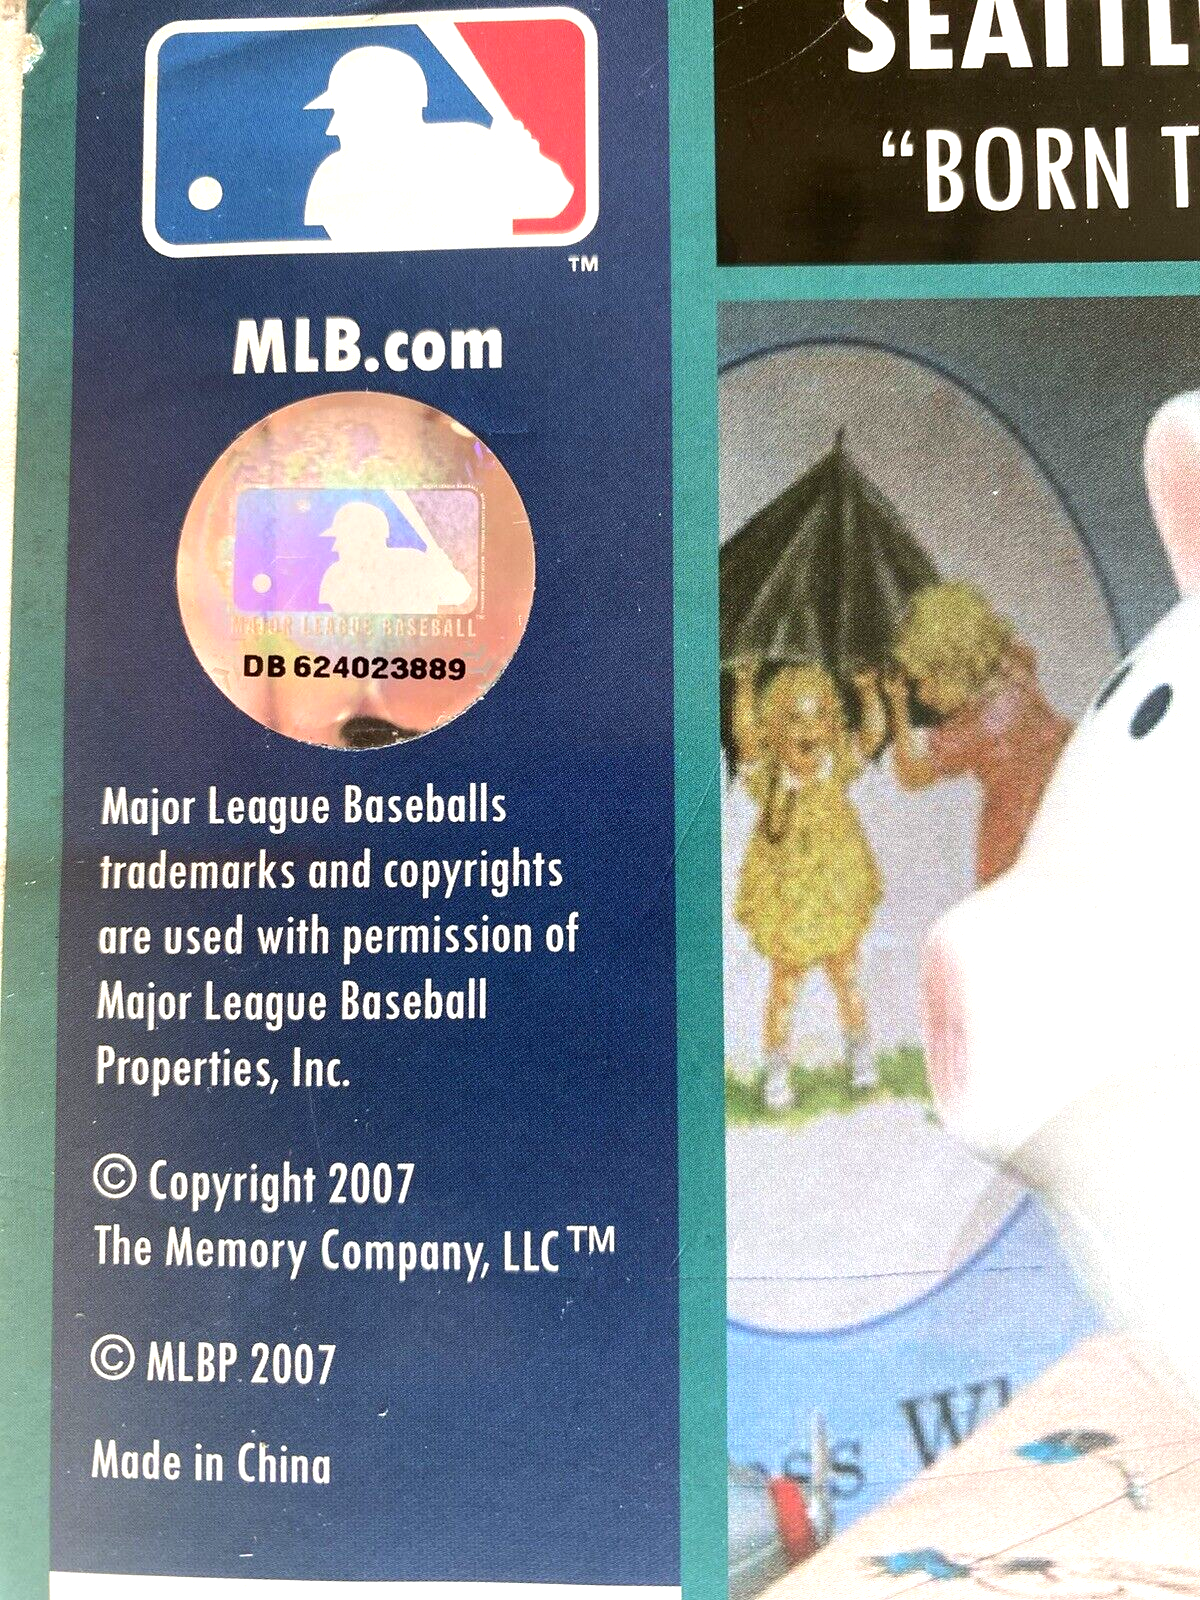 TM
MLB.com
MAJOR LEAGUE BASEBALL
DB 624023889
Major League Baseballs
trademarks and copyrights
are used with permission of
Major League Baseball
Properties, Inc.
© Copyright 2007
The Memory Company, LLC™
© MLBP 2007
Made in China
SEATTL
“BORN T
ss W